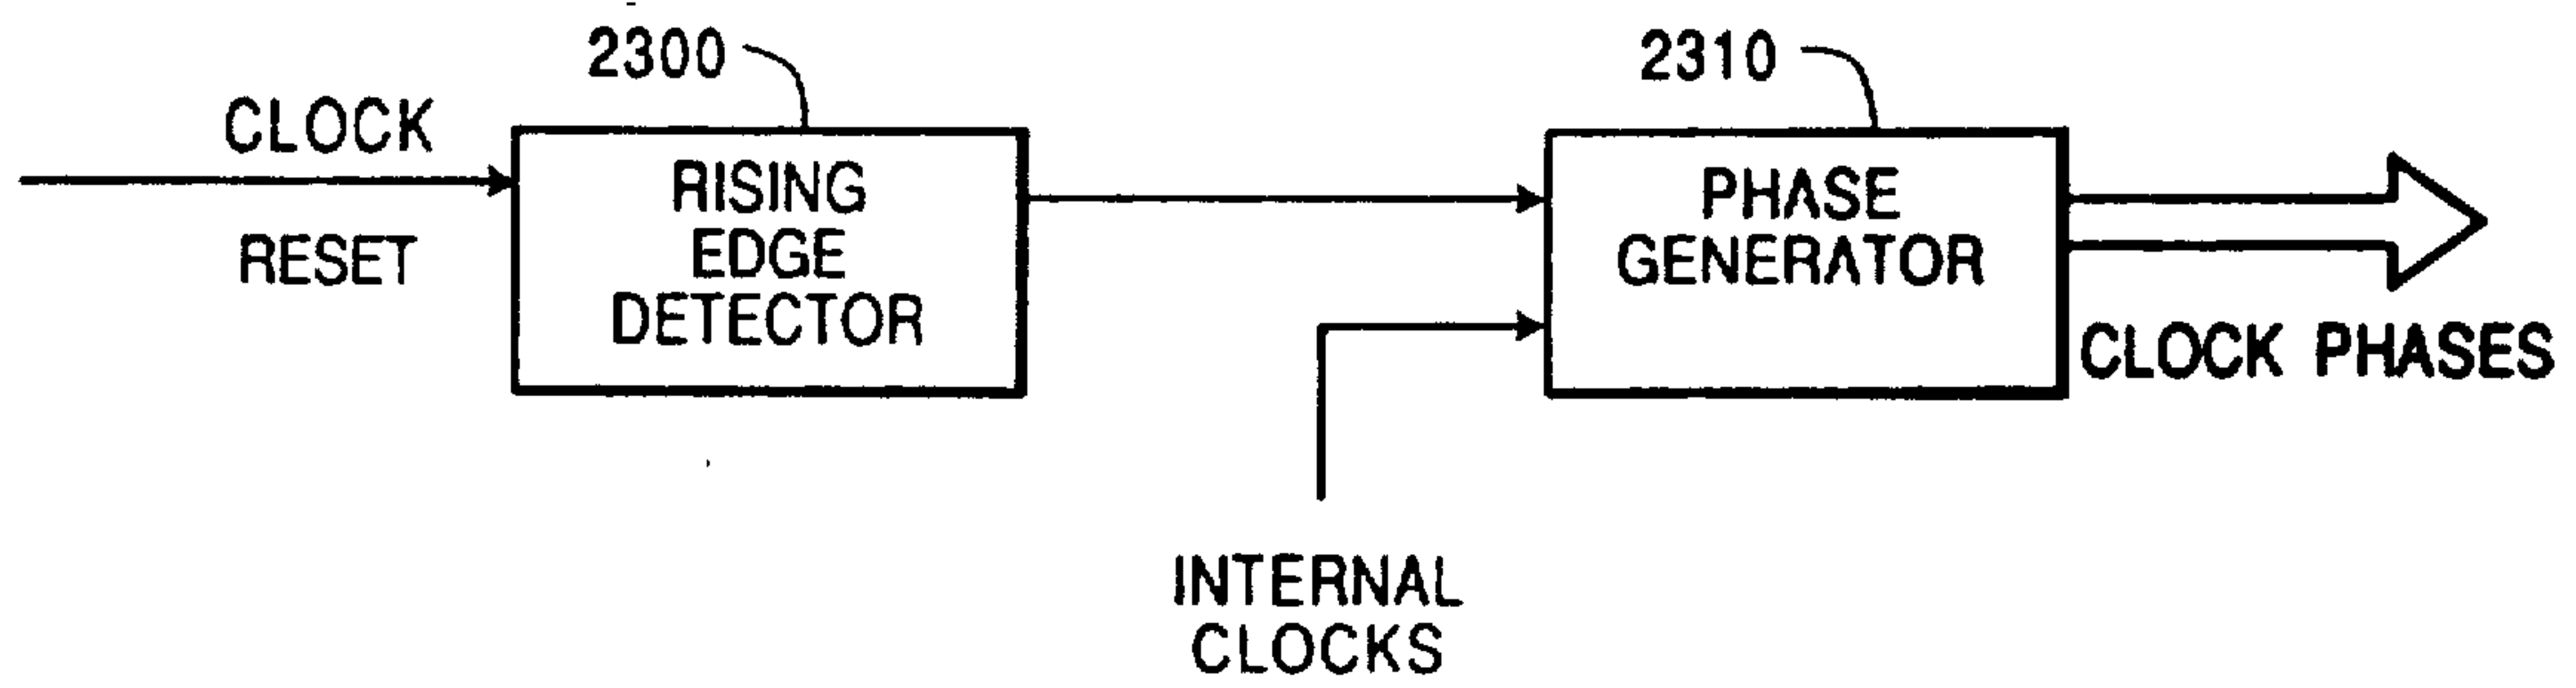 2300
2310
CLOCK
RESET
RISING
EDGE
DETECTOR
PHASE
GENERATOR
CLOCK PHASES
INTERNAL
CLOCKS